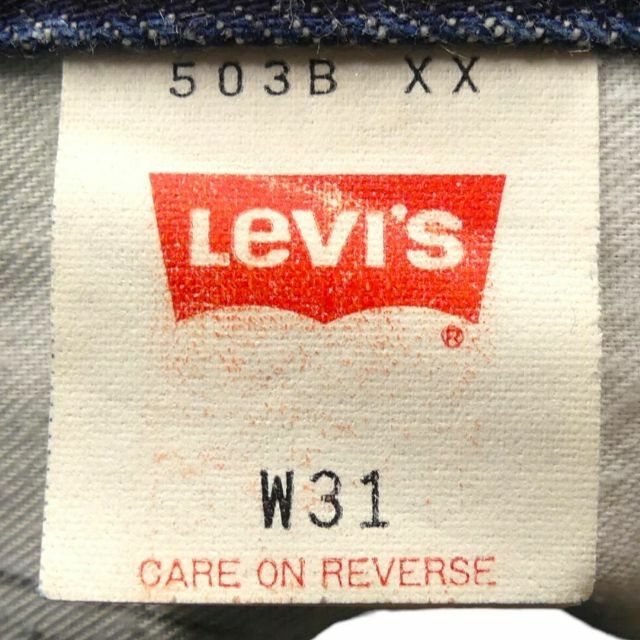 503B XX
LEVI'S
®
W31
CARE ON REVERSE